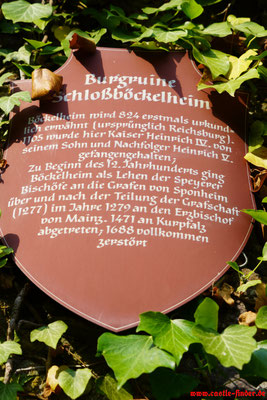 Burgruine
Schloßböckelheim
Böckelheim wird 824 erstmals urkund-
lich erwähnt (ursprünglich Reichsburg).
1105 wurde hier Kaiser Heinrich IV. von
seinem Sohn und Nachfolger Heinrich V.
gefangengehalten.
Zu Beginn des 12. Jahrhunderts ging
Böckelheim als Lehen der Speyerer
Bischöfe an die Grafen von Sponheim
über und nach der Teilung der Grafschaft
(1277) im Jahre 1279 an den Erzbischof
von Mainz. 1471 an Kurpfalz
abgetreten, 1688 vollkommen
zerstört
www.castle-finder.de